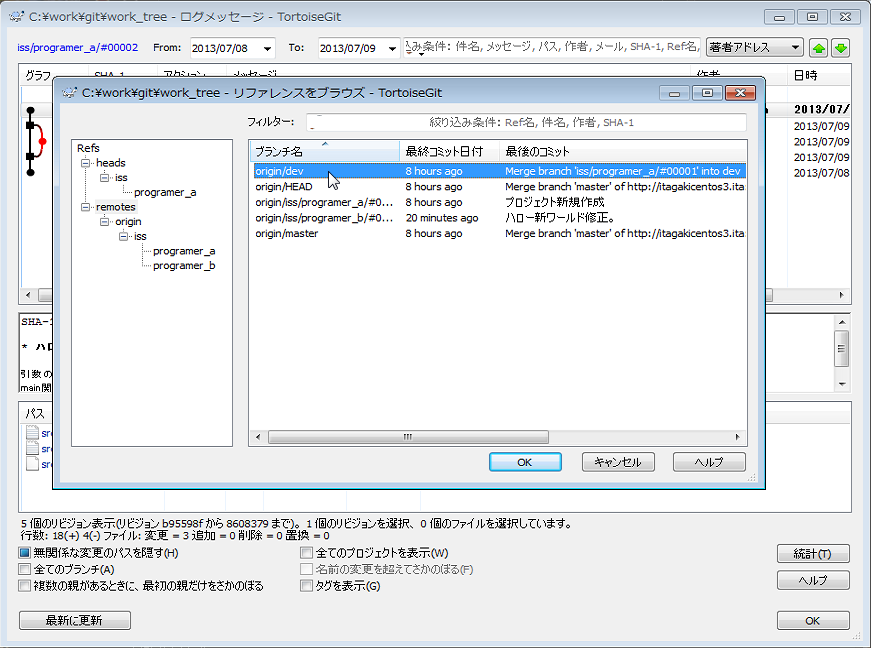 C:¥work¥git¥work_tree - ログメッセージ - TortoiseGit
iss/programer_a/#00002 From: 2013/07/08 To: 2013/07/09 込み条件: 件名, メッセージ, パス, 作者, メール, SHA-1, Ref名, 著者アドレス
グラフ SHA-1 アクション メッセージ 作者 日時
2013/07/
2013/07/09
2013/07/09
2013/07/09
2013/07/08
C:¥work¥git¥work_tree - リファレンスをブラウズ - TortoiseGit
フィルター: 絞り込み条件: Ref名, 件名, 作者, SHA-1
Refs
heads
iss
programer_a
remotes
origin
iss
programer_a
programer_b
ブランチ名 最終コミット日付 最後のコミット
origin/dev 8 hours ago Merge branch 'iss/programer_a/#00001' into dev
origin/HEAD 8 hours ago Merge branch 'master' of http://itagakicentos3.ita
origin/iss/programer_a/#0... 8 hours ago プロジェクト新規作成
origin/iss/programer_b/#0... 20 minutes ago ハロー新ワールド修正。
origin/master 8 hours ago Merge branch 'master' of http://itagakicentos3.ita
OK キャンセル ヘルプ
SHA-1
* ハロ
引数の
main関
パス
src
src
src
5 個のリビジョン表示(リビジョン b95598f から 8608379 まで)。1 個のリビジョンを選択、0 個のファイルを選択しています。
行数: 18(+) 4(-) ファイル: 変更 = 3 追加 = 0 削除 = 0 置換 = 0
無関係な変更のパスを隠す(H) 全てのプロジェクトを表示(W) 統計(T)
全てのブランチ(A) 名前の変更を超えてさかのぼる(F) ヘルプ
複数の親があるときに、最初の親だけをさかのぼる タグを表示(G)
最新に更新 OK